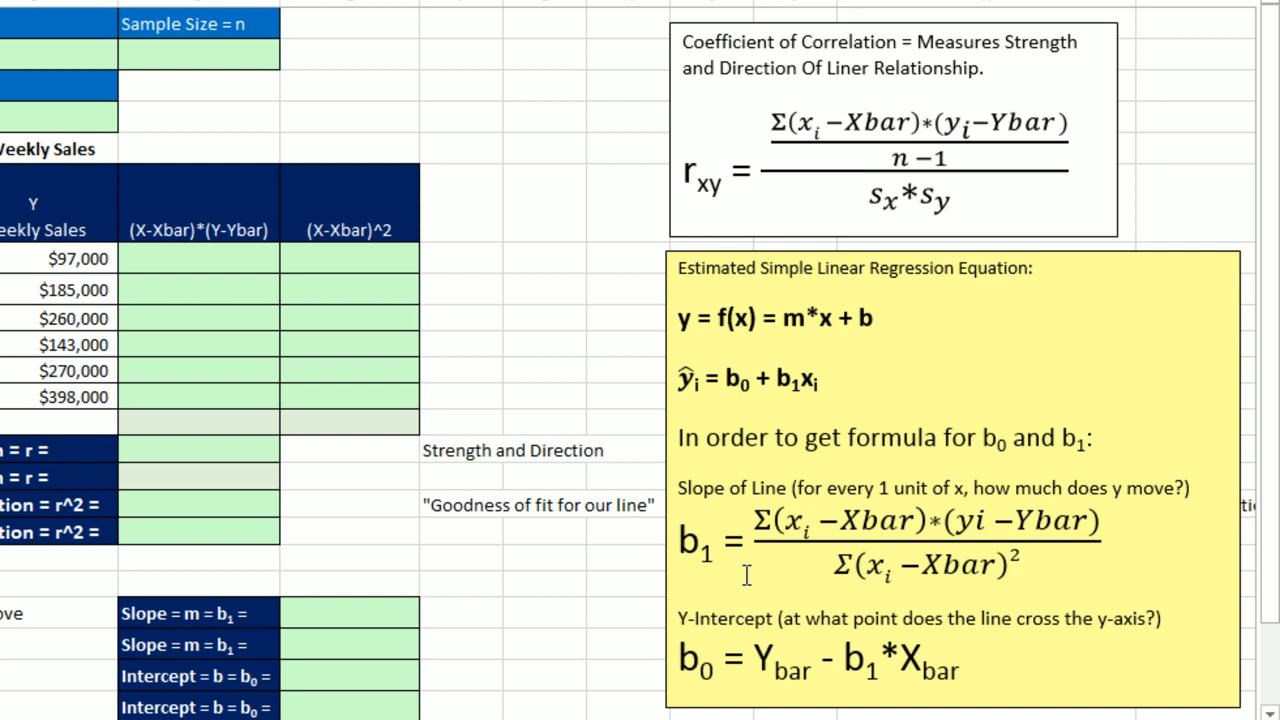 Sample Size = n
Weekly Sales
Y
eekly Sales
(X-Xbar)*(Y-Ybar)
(X-Xbar)^2
$97,000
$185,000
$260,000
$143,000
$270,000
$398,000
n = r =
n = r =
tion = r^2 =
tion = r^2 =
Strength and Direction
"Goodness of fit for our line"
ove
Slope = m = b₁ =
Slope = m = b₁ =
Intercept = b = b₀ =
Intercept = b = b₀ =
Coefficient of Correlation = Measures Strength
and Direction Of Liner Relationship.
Σ(xᵢ −Xbar)*(yᵢ−Ybar)
n −1
r_xy =
s_x*s_y
Estimated Simple Linear Regression Equation:
y = f(x) = m*x + b
ŷᵢ = b₀ + b₁xᵢ
In order to get formula for b₀ and b₁:
Slope of Line (for every 1 unit of x, how much does y move?)
Σ(xᵢ −Xbar)*(yi −Ybar)
b₁ =
Σ(xᵢ −Xbar)²
Y-Intercept (at what point does the line cross the y-axis?)
b₀ = Y_bar - b₁*X_bar